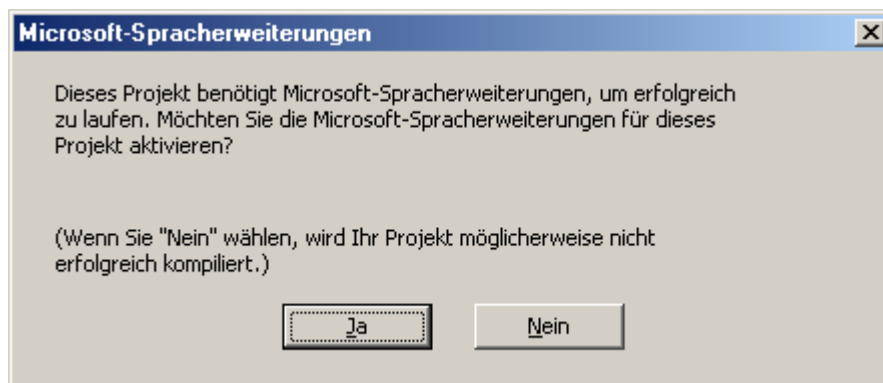 Microsoft-Spracherweiterungen
Dieses Projekt benötigt Microsoft-Spracherweiterungen, um erfolgreich
zu laufen. Möchten Sie die Microsoft-Spracherweiterungen für dieses
Projekt aktivieren?
(Wenn Sie "Nein" wählen, wird Ihr Projekt möglicherweise nicht
erfolgreich kompiliert.)
Ja Nein